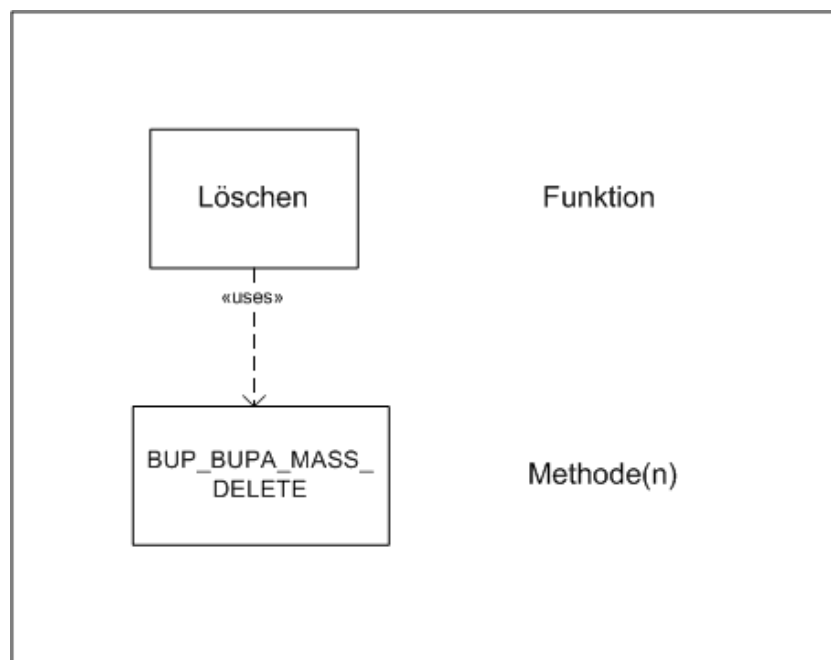 Löschen
Funktion
«uses»
BUP_BUPA_MASS_
DELETE
Methode(n)